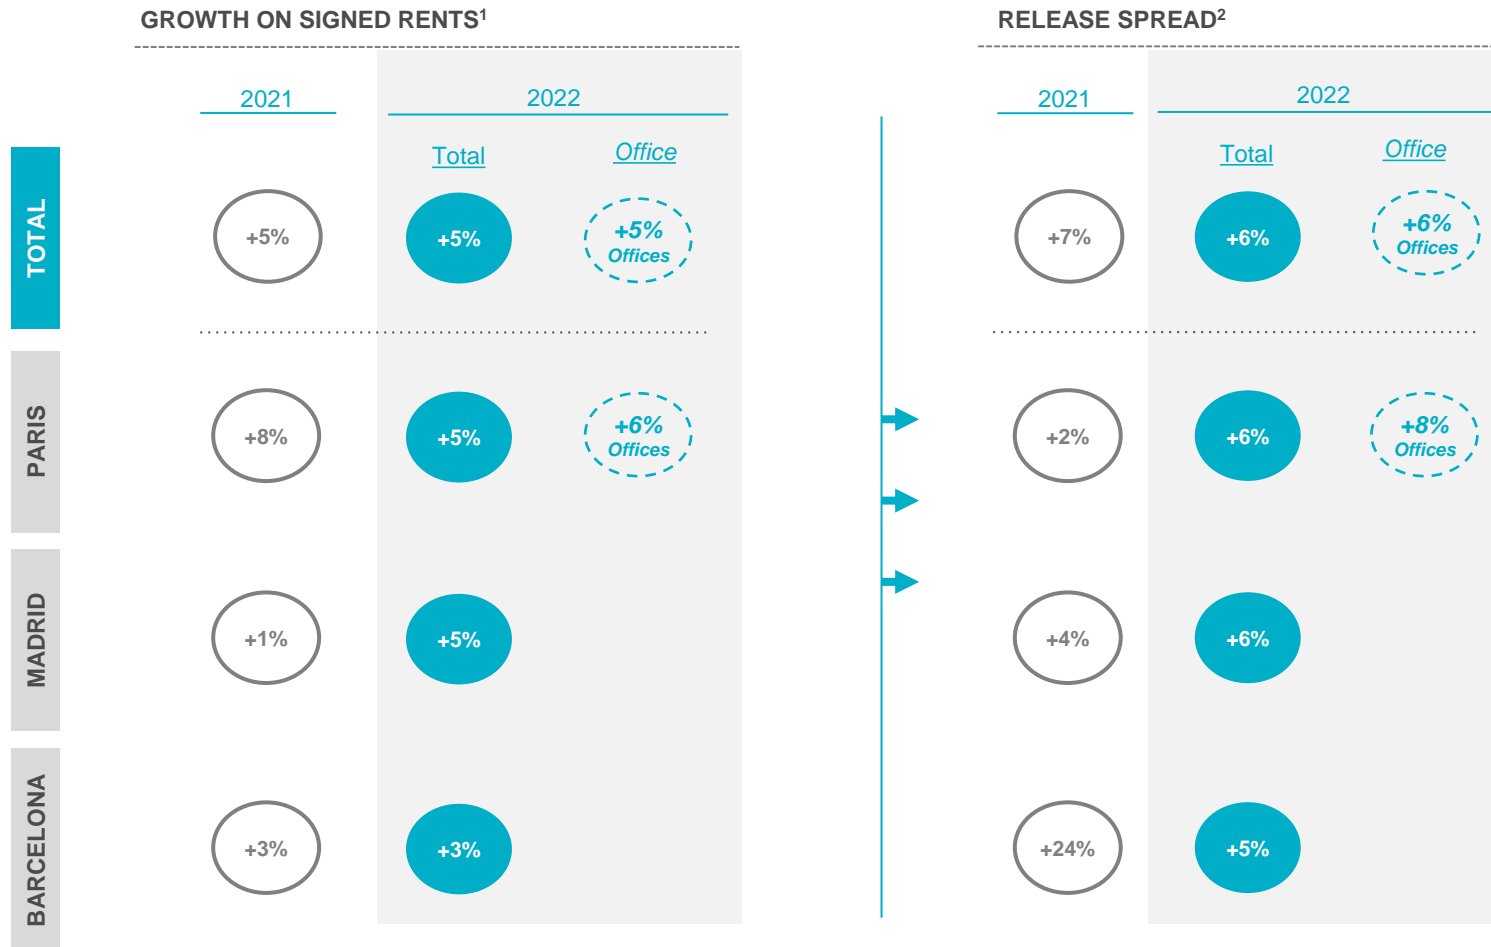 GROWTH ON SIGNED RENTS1
RELEASE SPREAD2
2021
2022
2021
2022
Total
Office
Total
Office
TOTAL
+5%
+5%
+5%
Offices
+7%
+6%
+6%
Offices
PARIS
+8%
+5%
+6%
Offices
+2%
+6%
+8%
Offices
MADRID
+1%
+5%
+4%
+6%
BARCELONA
+3%
+3%
+24%
+5%